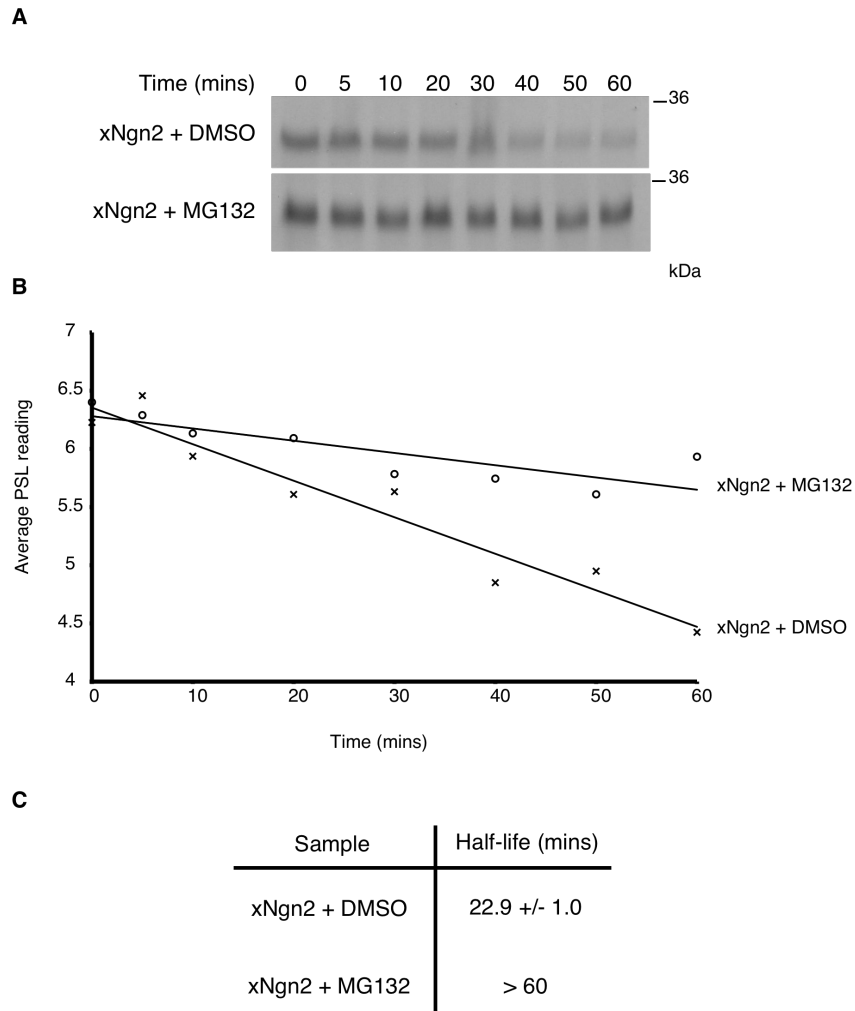 A
Time (mins) 0 5 10 20 30 40 50 60
36
xNgn2 + DMSO
36
xNgn2 + MG132
kDa
B
7
6.5
6
5.5
5
4.5
4
Average PSL reading
xNgn2 + MG132
xNgn2 + DMSO
0 10 20 30 40 50 60
Time (mins)
C
Sample Half-life (mins)
xNgn2 + DMSO 22.9 +/- 1.0
xNgn2 + MG132 > 60